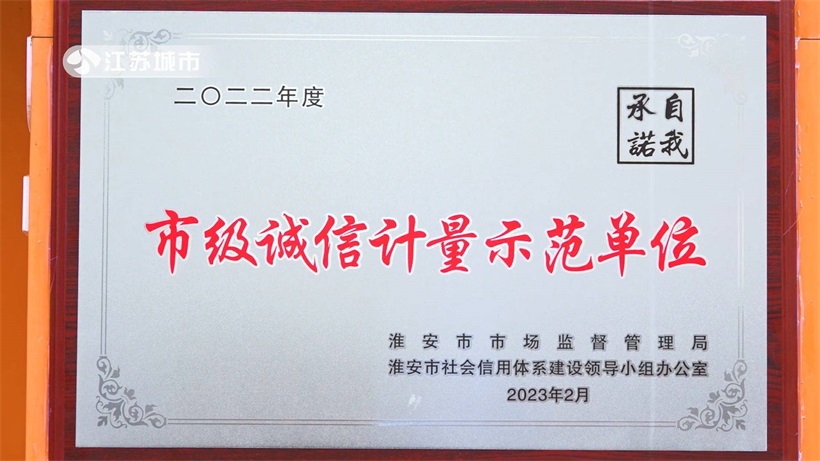 江苏城市
二〇二二年度
自我
承諾
市级诚信计量示范单位
淮安市市场监督管理局
淮安市社会信用体系建设领导小组办公室
2023年2月